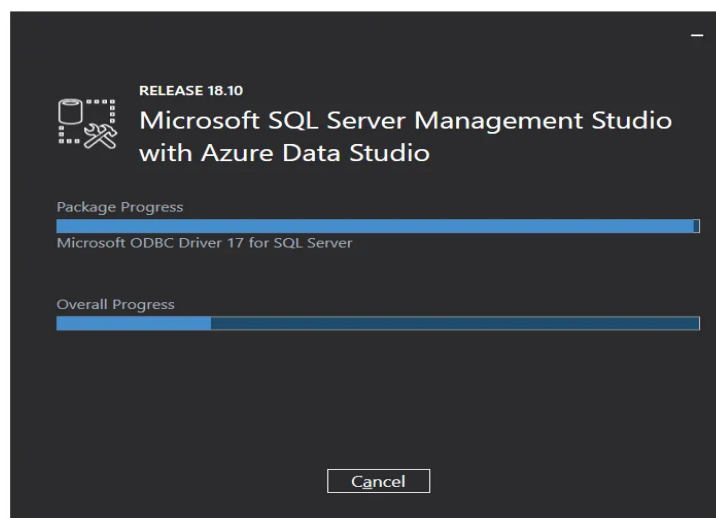 RELEASE 18.10
Microsoft SQL Server Management Studio
with Azure Data Studio
Package Progress
Microsoft ODBC Driver 17 for SQL Server
Overall Progress
Cancel